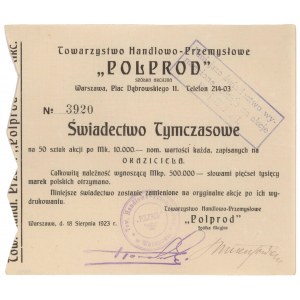 Towarzystwo Handlowo-Przemysłowe
„POLPROD”
SPÓŁKA AKCYJNA
Warszawa, Plac Dąbrowskiego 11. Telefon 214-03
№ 3920
Świadectwo Tymczasowe
na 50 sztuk akcji po Mk. 10.000— nom. wartości każda, zapisanych na
OKAZICIELA.
Całkowitą należność wynoszącą Mkp. 500.000— słowami pięćset tysięcy
marek polskich otrzymano.
Niniejsze świadectwo zostanie zamienione na oryginalne akcje po ich wy-
drukowaniu.
Warszawa, d. 18 Sierpnia 1923 r.
Towarzystwo Handlowo-Przemysłowe
„Polprod”
Spółka Akcyjna